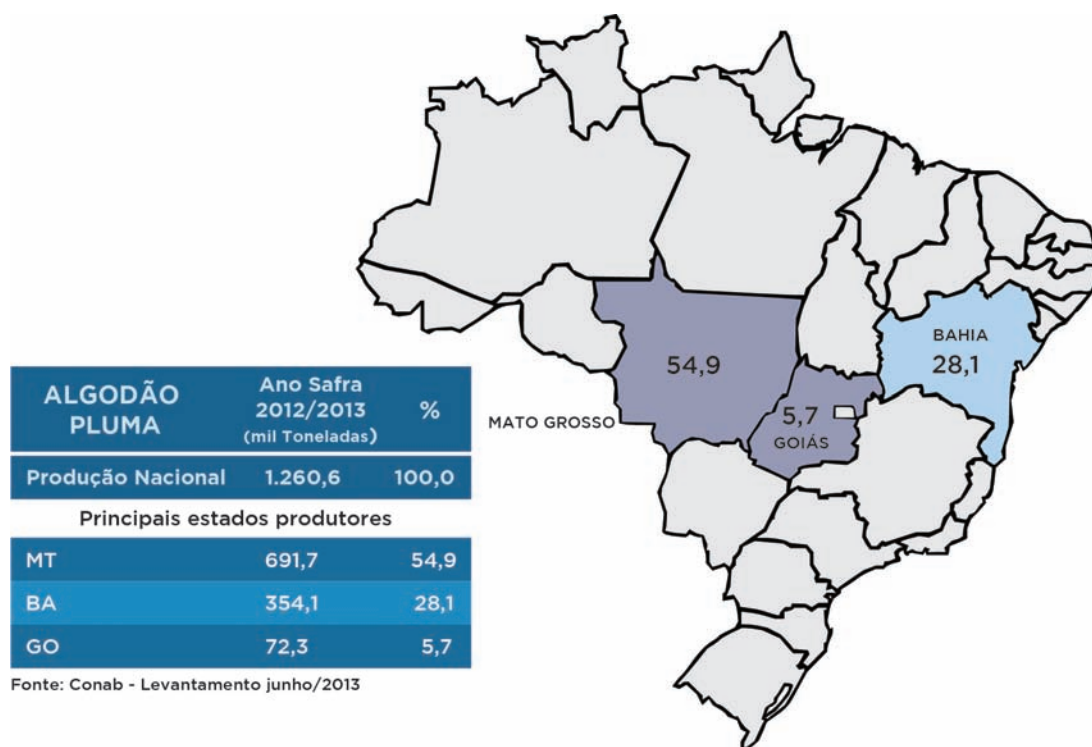 ALGODÃO
PLUMA
Ano Safra
2012/2013
(mil Toneladas)
%
Produção Nacional 1.260,6 100,0
Principais estados produtores
MT 691,7 54,9
BA 354,1 28,1
GO 72,3 5,7
Fonte: Conab - Levantamento junho/2013
MATO GROSSO
54,9
5,7
GOIÁS
BAHIA
28,1